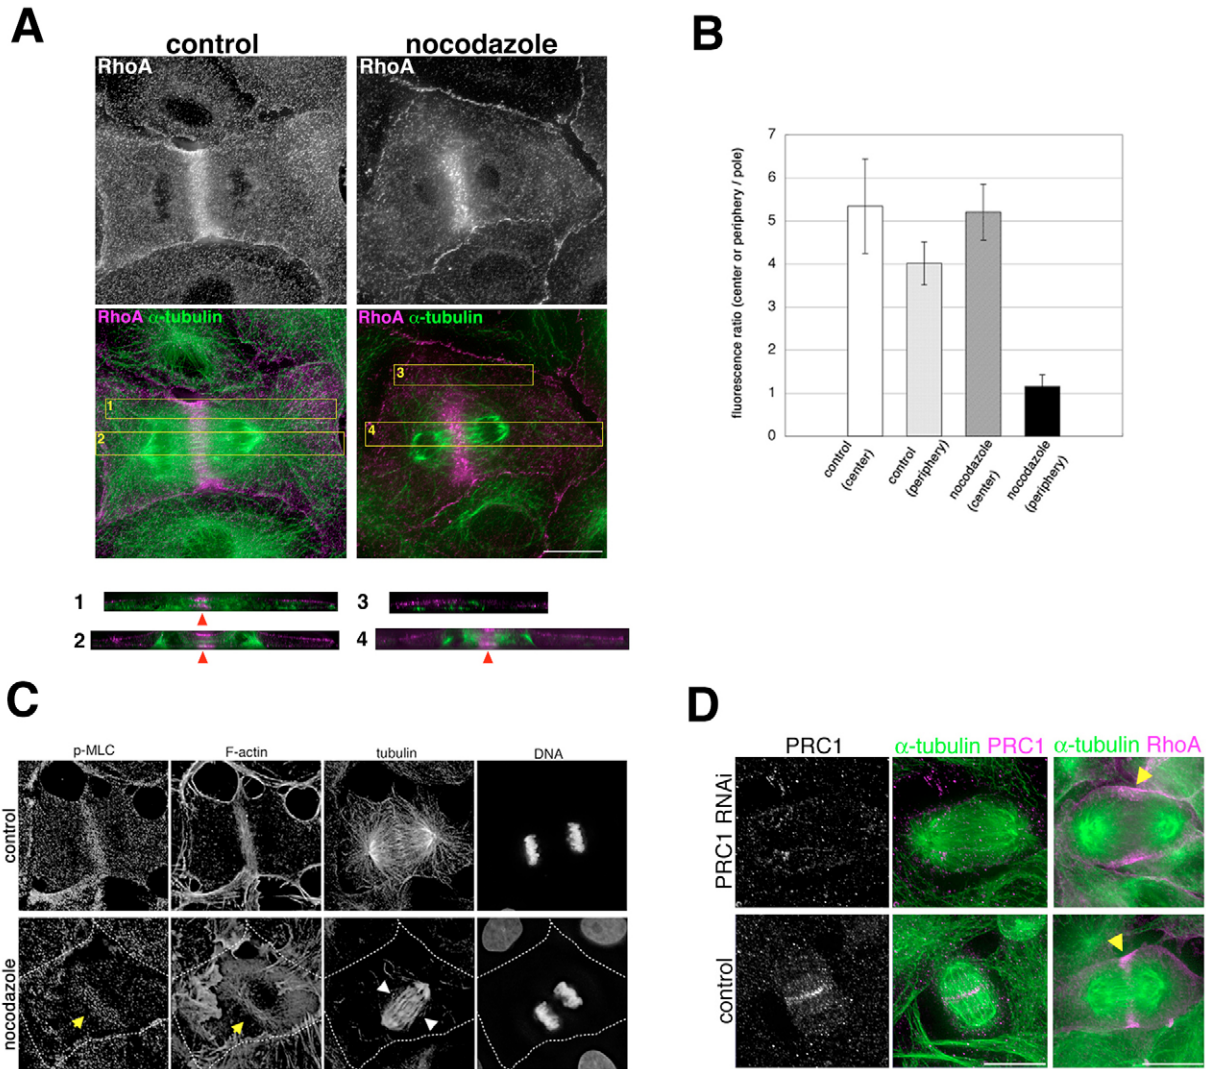 A
control
nocodazole
RhoA
RhoA
RhoA α-tubulin
RhoA α-tubulin
1
2
3
4
1
2
3
4
B
fluorescence ratio (center or periphery / pole)
7
6
5
4
3
2
1
0
control
(center)
control
(periphery)
nocodazole
(center)
nocodazole
(periphery)
C
p-MLC
F-actin
tubulin
DNA
control
nocodazole
D
PRC1
α-tubulin PRC1
α-tubulin RhoA
PRC1 RNAi
control